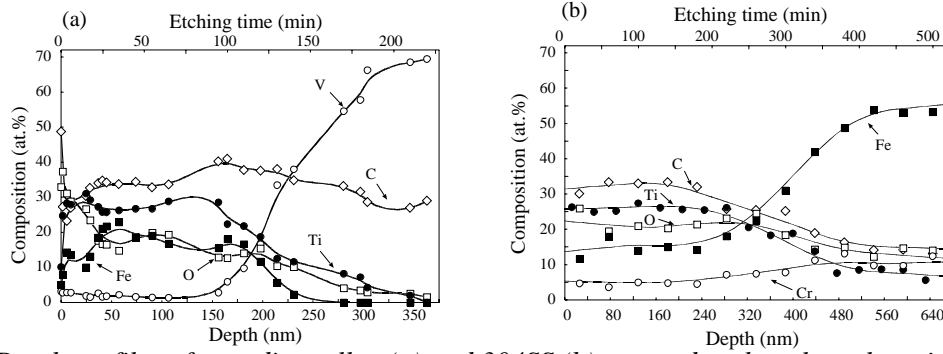 (a)
Etching time (min)
0 50 100 150 200
70
60
50
40
30
20
10
0
Composition (at.%)
V
C
Ti
O
Fe
0 50 100 150 200 250 300 350
Depth (nm)
(b)
Etching time (min)
0 100 200 300 400 500
70
60
50
40
30
20
10
0
Composition (at.%)
Fe
C
Ti
O
Cr
0 80 160 240 320 400 480 560 640
Depth (nm)